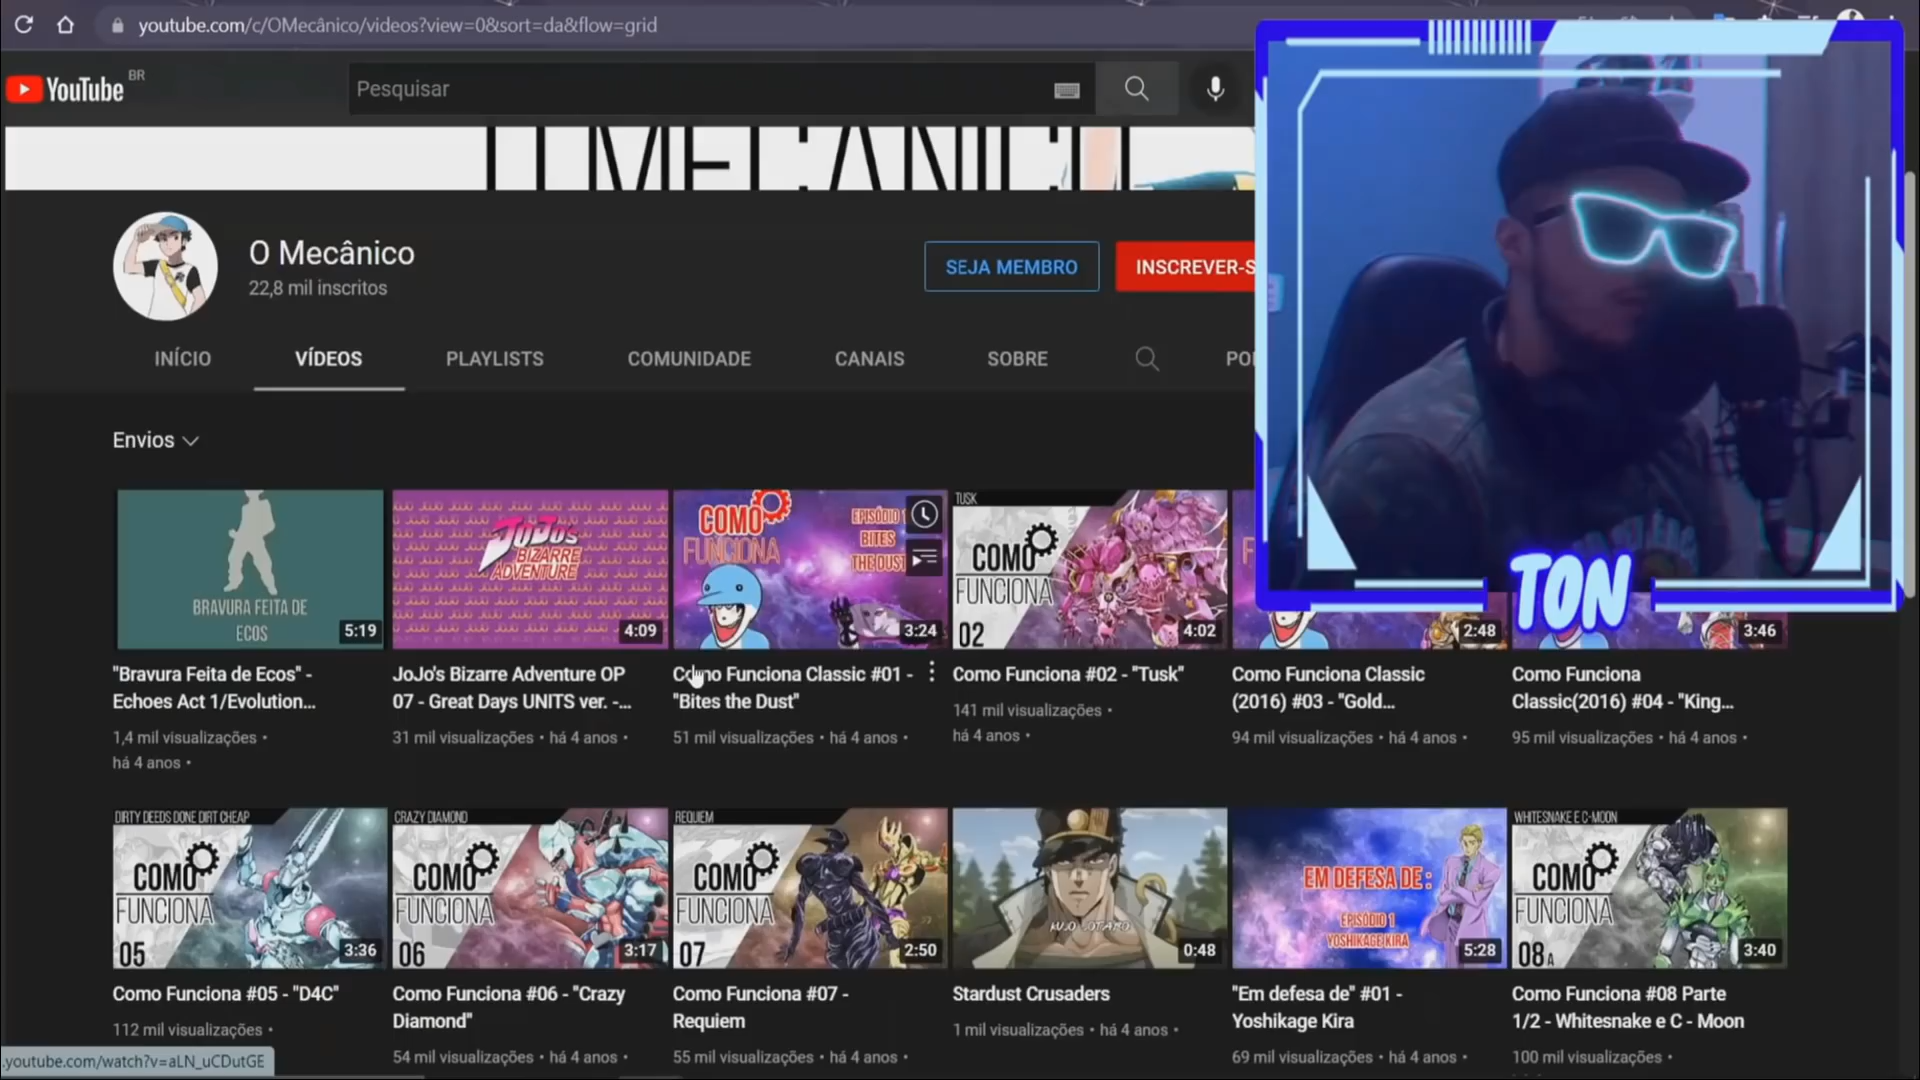 youtube.com/c/OMecânico/videos?view=0&sort=da&flow=grid
YouTube BR
Pesquisar
O Mecânico
22,8 mil inscritos
SEJA MEMBRO
INSCREVER-S
INÍCIO
VÍDEOS
PLAYLISTS
COMUNIDADE
CANAIS
SOBRE
Envios
TON
BRAVURA FEITA DE
ECOS
5:19
JOJO'S
BIZARRE
ADVENTURE
4:09
COMO
FUNCIONA
EPISÓDIO 1
BITES
THE DUST
3:24
TUSK
COMO
FUNCIONA
02
4:02
2:48
3:46
"Bravura Feita de Ecos" -
Echoes Act 1/Evolution...
1,4 mil visualizações •
há 4 anos •
JoJo's Bizarre Adventure OP
07 - Great Days UNITS ver. -...
31 mil visualizações • há 4 anos •
Como Funciona Classic #01 -
"Bites the Dust"
51 mil visualizações • há 4 anos •
Como Funciona #02 - "Tusk"
141 mil visualizações •
há 4 anos •
Como Funciona Classic
(2016) #03 - "Gold...
94 mil visualizações • há 4 anos •
Como Funciona
Classic(2016) #04 - "King...
95 mil visualizações • há 4 anos •
DIRTY DEEDS DONE DIRT CHEAP
COMO
FUNCIONA
05
3:36
CRAZY DIAMOND
COMO
FUNCIONA
06
3:17
REQUIEM
COMO
FUNCIONA
07
2:50
KUJO JOTARO
0:48
EM DEFESA DE:
EPISÓDIO 1
YOSHIKAGE KIRA
5:28
WHITESNAKE E C-MOON
COMO
FUNCIONA
08A
3:40
Como Funciona #05 - "D4C"
112 mil visualizações •
Como Funciona #06 - "Crazy
Diamond"
54 mil visualizações • há 4 anos •
Como Funciona #07 -
Requiem
55 mil visualizações • há 4 anos •
Stardust Crusaders
1 mil visualizações • há 4 anos •
"Em defesa de" #01 -
Yoshikage Kira
69 mil visualizações • há 4 anos •
Como Funciona #08 Parte
1/2 - Whitesnake e C - Moon
100 mil visualizações •
.youtube.com/watch?v=aLN_uCDutGE